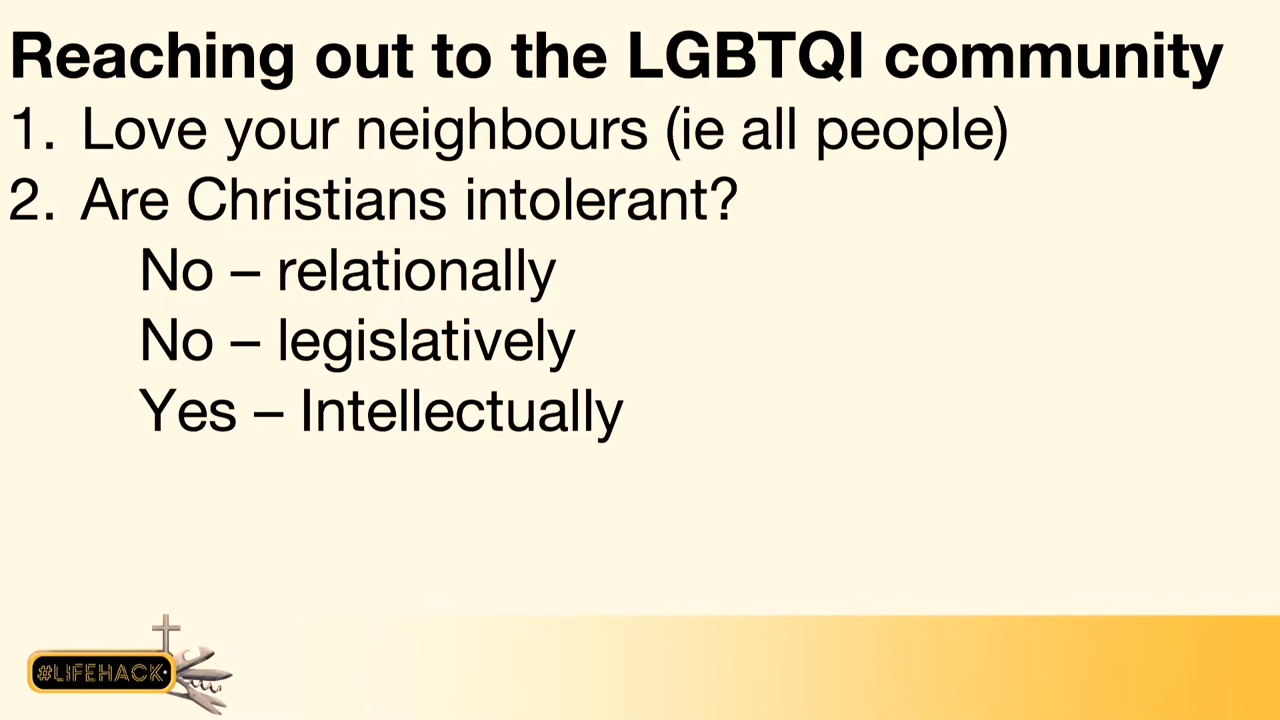 Reaching out to the LGBTQI community
1. Love your neighbours (ie all people)
2. Are Christians intolerant?
No – relationally
No – legislatively
Yes – Intellectually
#LIFEHACK